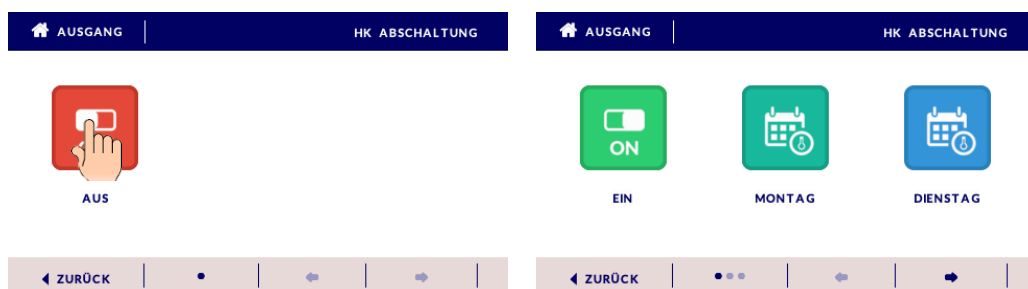 AUSGANG
HK ABSCHALTUNG
AUS
ZURÜCK
AUSGANG
HK ABSCHALTUNG
ON
EIN
MONTAG
DIENSTAG
ZURÜCK